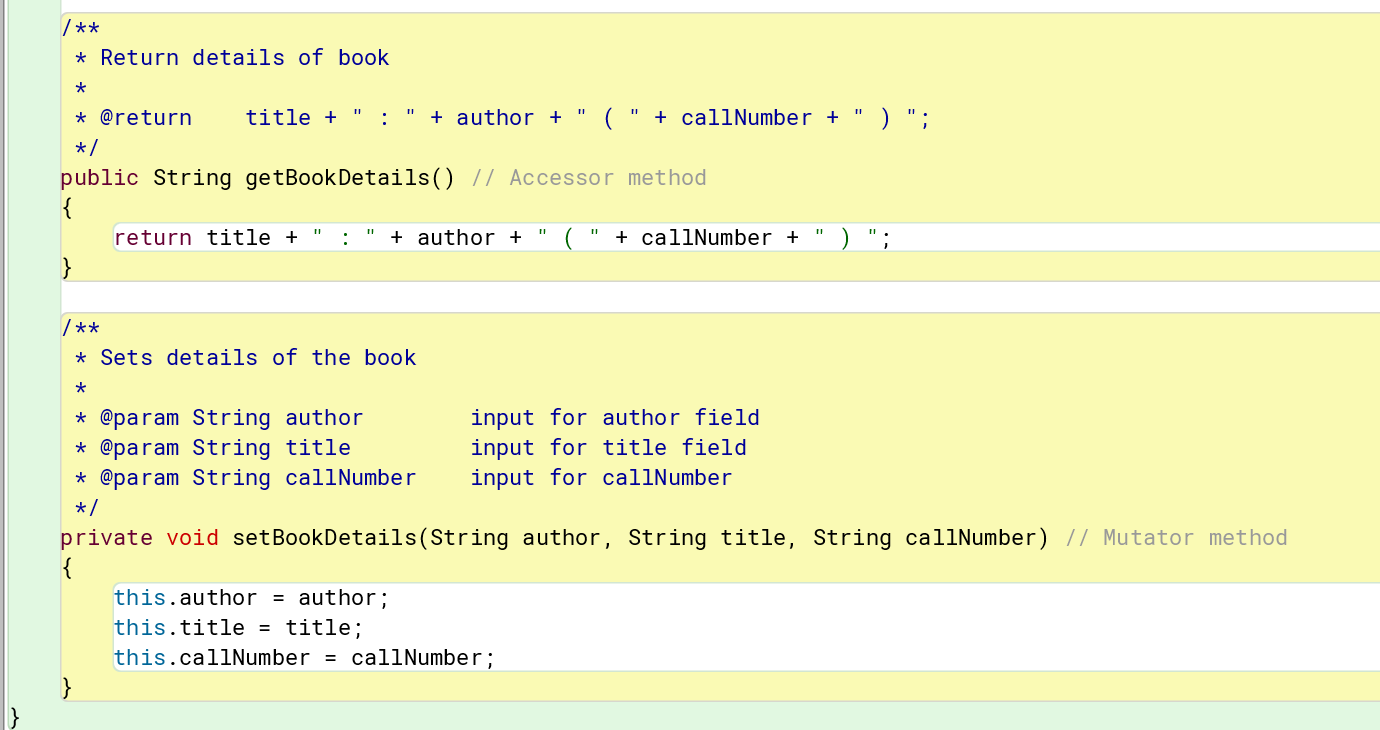 /**
 * Return details of book
 *
 * @return    title + " : " + author + " ( " + callNumber + " ) ";
 */
public String getBookDetails() // Accessor method
{
    return title + " : " + author + " ( " + callNumber + " ) ";
}
/**
 * Sets details of the book
 *
 * @param String author        input for author field
 * @param String title         input for title field
 * @param String callNumber    input for callNumber
 */
private void setBookDetails(String author, String title, String callNumber) // Mutator method
{
    this.author = author;
    this.title = title;
    this.callNumber = callNumber;
}
}